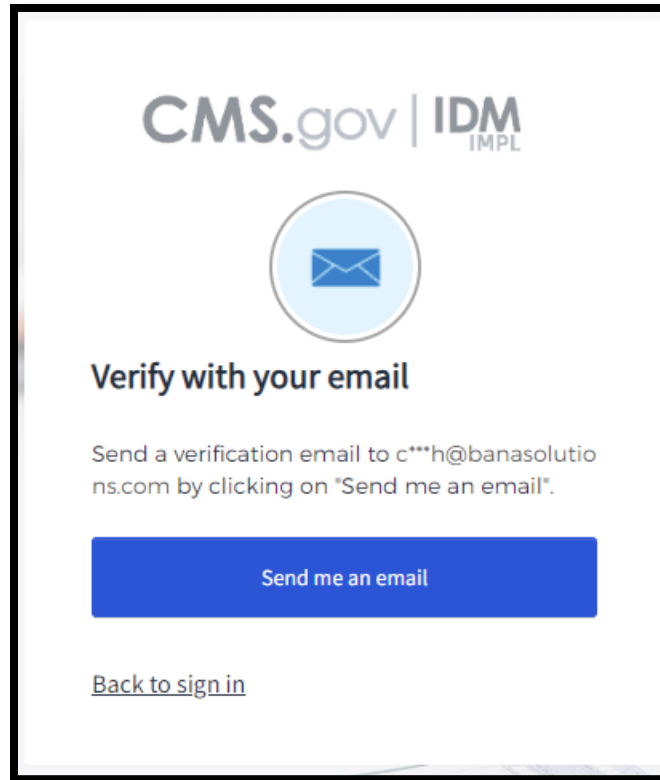 CMS.gov | IDM
IMPL
Verify with your email
Send a verification email to c***h@banasolutio
ns.com by clicking on "Send me an email".
Send me an email
Back to sign in